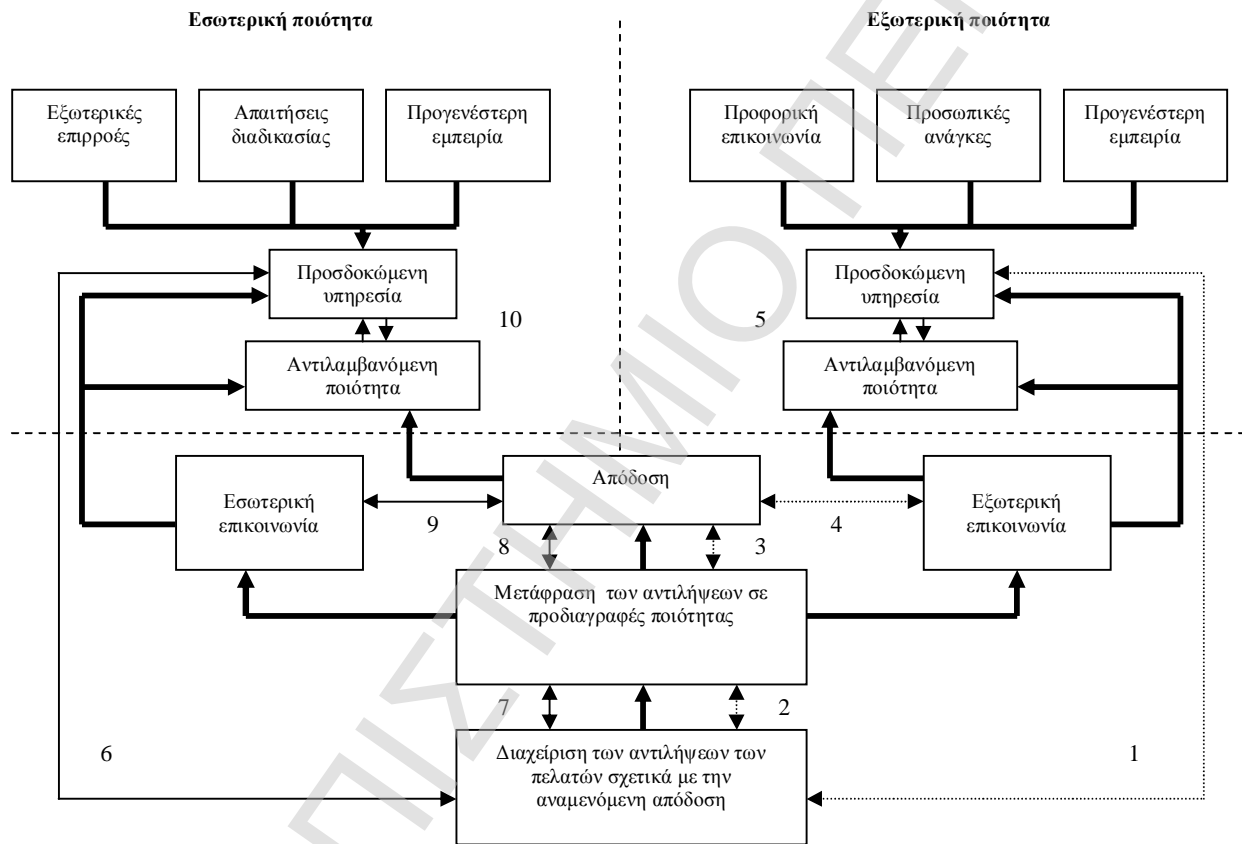 Εσωτερική ποιότητα
Εξωτερική ποιότητα
Εξωτερικές
επιρροές
Απαιτήσεις
διαδικασίας
Προγενέστερη
εμπειρία
Προφορική
επικοινωνία
Προσωπικές
ανάγκες
Προγενέστερη
εμπειρία
Προσδοκώμενη
υπηρεσία
Προσδοκώμενη
υπηρεσία
10
5
Αντιλαμβανόμενη
ποιότητα
Αντιλαμβανόμενη
ποιότητα
Εσωτερική
επικοινωνία
Απόδοση
Εξωτερική
επικοινωνία
9
4
8
3
Μετάφραση των αντιλήψεων σε
προδιαγραφές ποιότητας
7
2
6
1
Διαχείριση των αντιλήψεων των
πελατών σχετικά με την
αναμενόμενη απόδοση
ΠΙΣΤΗΜΙΟ ΠΕΙ